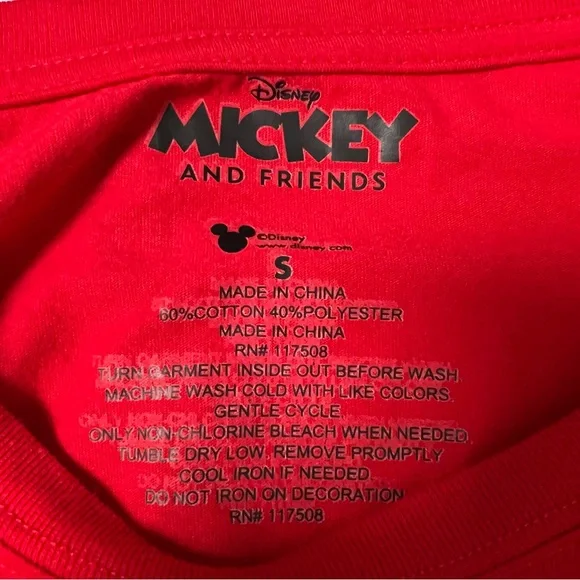 Disney
MICKEY
AND FRIENDS
©Disney
www.disney.com
S
MADE IN CHINA
60%COTTON 40%POLYESTER
MADE IN CHINA
RN# 117508
TURN GARMENT INSIDE OUT BEFORE WASH.
MACHINE WASH COLD WITH LIKE COLORS.
GENTLE CYCLE.
ONLY NON-CHLORINE BLEACH WHEN NEEDED.
TUMBLE DRY LOW, REMOVE PROMPTLY
COOL IRON IF NEEDED.
DO NOT IRON ON DECORATION
RN# 117508